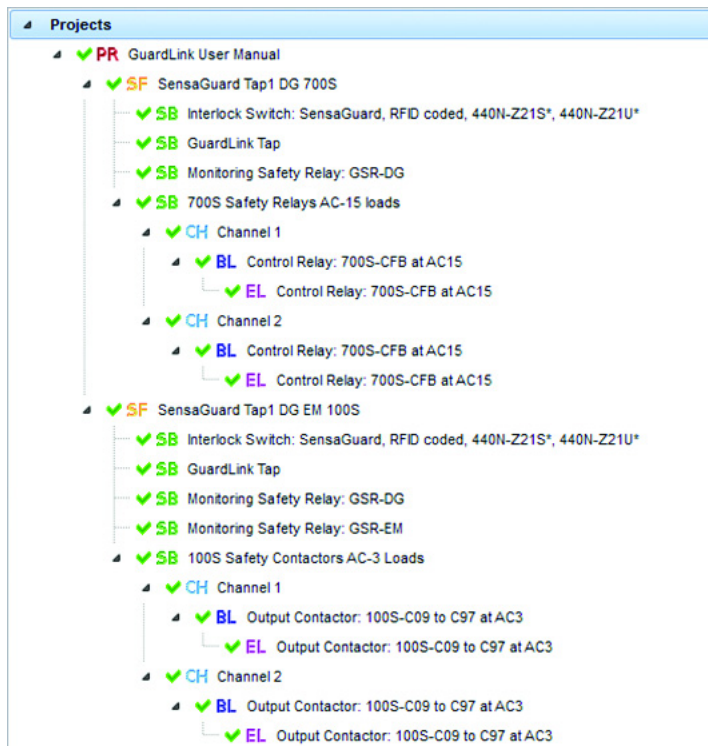 Projects
PR GuardLink User Manual
SF SensaGuard Tap1 DG 700S
SB Interlock Switch: SensaGuard, RFID coded, 440N-Z21S*, 440N-Z21U*
SB GuardLink Tap
SB Monitoring Safety Relay: GSR-DG
SB 700S Safety Relays AC-15 loads
CH Channel 1
BL Control Relay: 700S-CFB at AC15
EL Control Relay: 700S-CFB at AC15
CH Channel 2
BL Control Relay: 700S-CFB at AC15
EL Control Relay: 700S-CFB at AC15
SF SensaGuard Tap1 DG EM 100S
SB Interlock Switch: SensaGuard, RFID coded, 440N-Z21S*, 440N-Z21U*
SB GuardLink Tap
SB Monitoring Safety Relay: GSR-DG
SB Monitoring Safety Relay: GSR-EM
SB 100S Safety Contactors AC-3 Loads
CH Channel 1
BL Output Contactor: 100S-C09 to C97 at AC3
EL Output Contactor: 100S-C09 to C97 at AC3
CH Channel 2
BL Output Contactor: 100S-C09 to C97 at AC3
EL Output Contactor: 100S-C09 to C97 at AC3